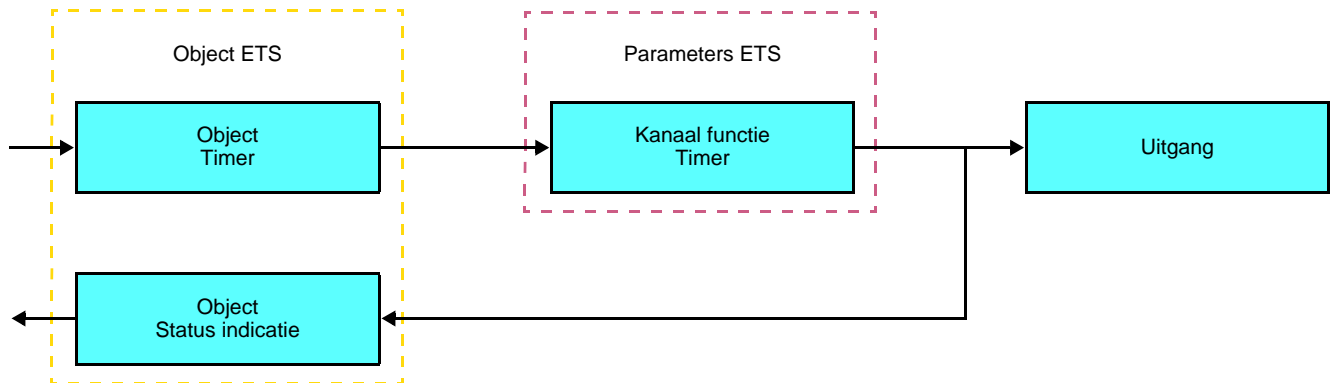 Object ETS
Parameters ETS
Object
Timer
Kanaal functie
Timer
Uitgang
Object
Status indicatie